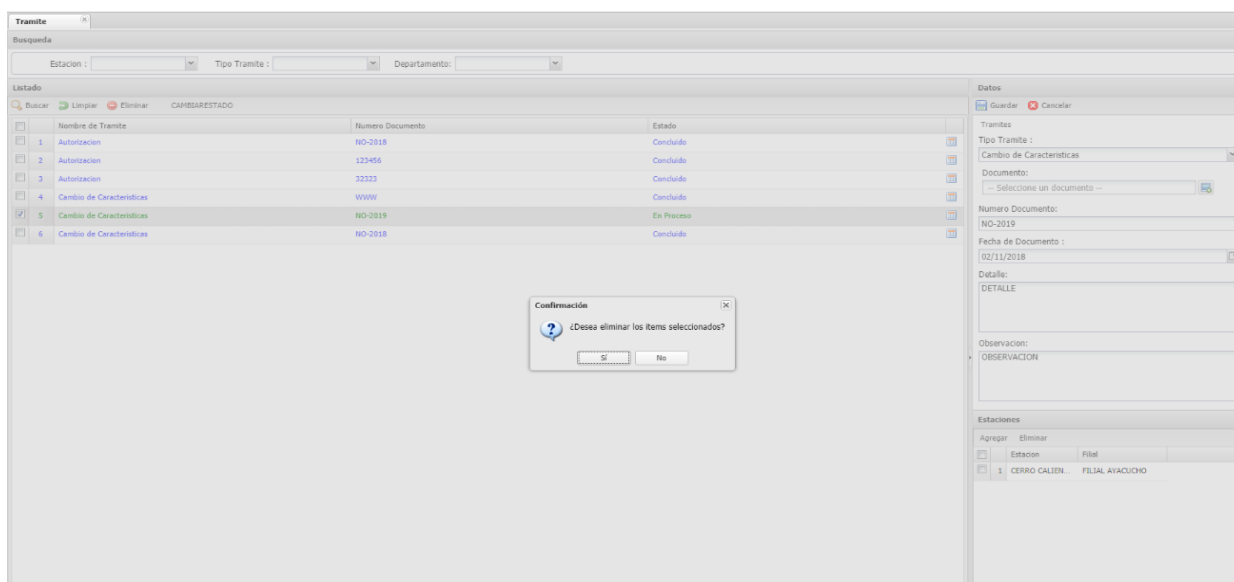 Tramite
Busqueda
Estacion : Tipo Tramite : Departamento:
Listado
Buscar Limpiar Eliminar CAMBIARESTADO
Nombre de Tramite Numero Documento Estado
1 Autorizacion NO-2018 Concluido
2 Autorizacion 123456 Concluido
3 Autorizacion 32323 Concluido
4 Cambio de Caracteristicas WWW Concluido
5 Cambio de Caracteristicas NO-2019 En Proceso
6 Cambio de Caracteristicas NO-2018 Concluido
Confirmación
¿Desea eliminar los items seleccionados?
Sí No
Datos
Guardar Cancelar
Tramites
Tipo Tramite :
Cambio de Caracteristicas
Documento:
-- Seleccione un documento --
Numero Documento:
NO-2019
Fecha de Documento :
02/11/2018
Detalle:
DETALLE
Observacion:
OBSERVACION
Estaciones
Agregar Eliminar
Estacion Filial
1 CERRO CALIEN... FILIAL AYACUCHO